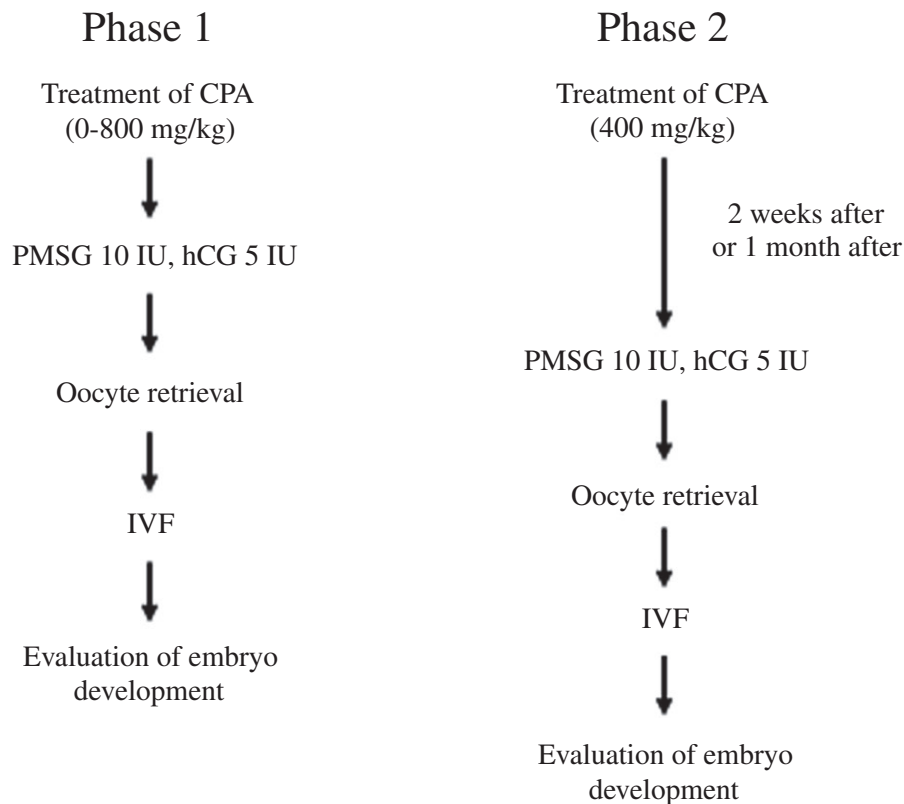 Phase 1
Treatment of CPA
(0-800 mg/kg)
PMSG 10 IU, hCG 5 IU
Oocyte retrieval
IVF
Evaluation of embryo
development
Phase 2
Treatment of CPA
(400 mg/kg)
2 weeks after
or 1 month after
PMSG 10 IU, hCG 5 IU
Oocyte retrieval
IVF
Evaluation of embryo
development